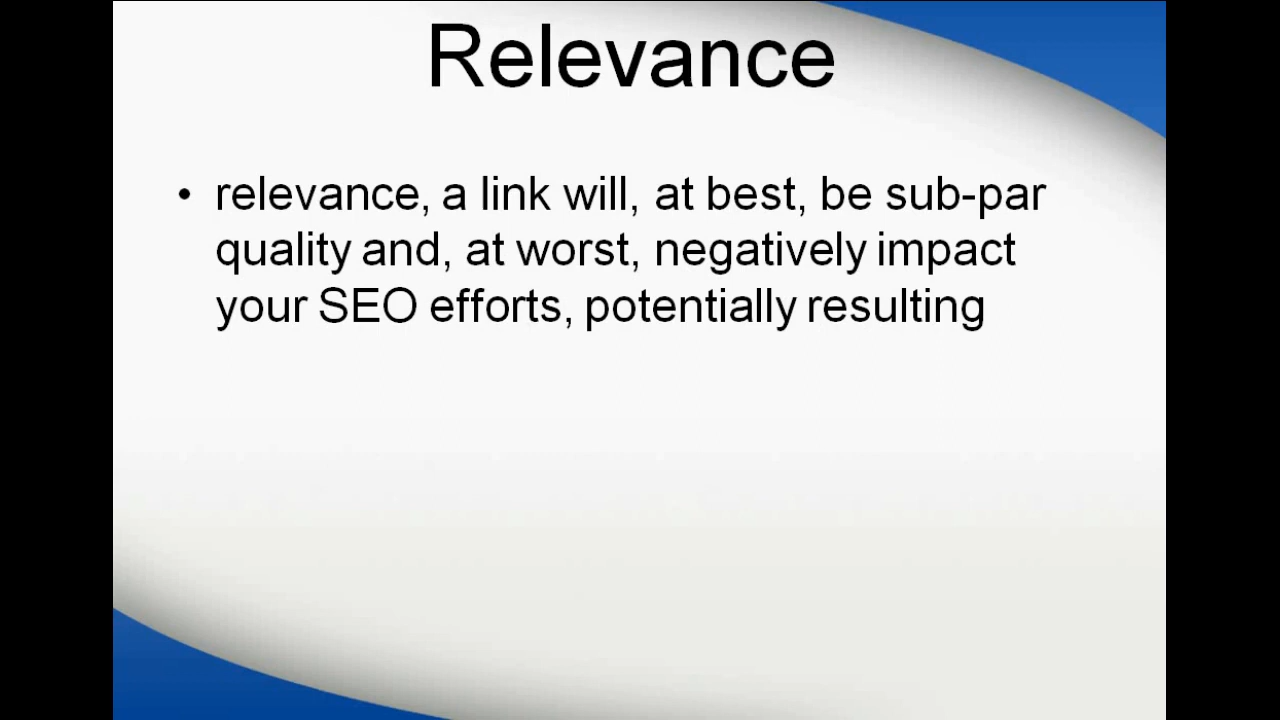 Relevance
• relevance, a link will, at best, be sub-par
quality and, at worst, negatively impact
your SEO efforts, potentially resulting